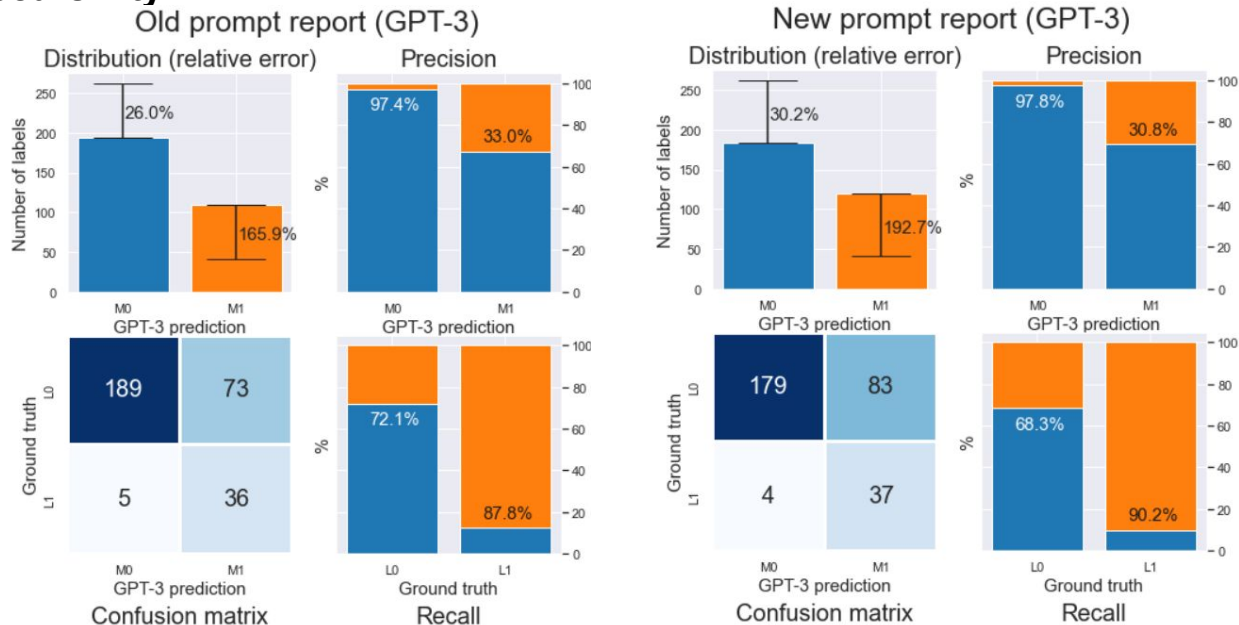 Old prompt report (GPT-3)
Distribution (relative error)
Precision
Number of labels
250
200
150
100
50
0
26.0%
165.9%
M0
M1
GPT-3 prediction
97.4%
33.0%
%
100
80
60
40
20
0
M0
M1
GPT-3 prediction
Ground truth
L0
L1
189
73
5
36
M0
M1
GPT-3 prediction
Confusion matrix
72.1%
87.8%
%
100
80
60
40
20
0
L0
L1
Ground truth
Recall
New prompt report (GPT-3)
Distribution (relative error)
Precision
Number of labels
250
200
150
100
50
0
30.2%
192.7%
M0
M1
GPT-3 prediction
97.8%
30.8%
%
100
80
60
40
20
0
M0
M1
GPT-3 prediction
Ground truth
L0
L1
179
83
4
37
M0
M1
GPT-3 prediction
Confusion matrix
68.3%
90.2%
%
100
80
60
40
20
0
L0
L1
Ground truth
Recall